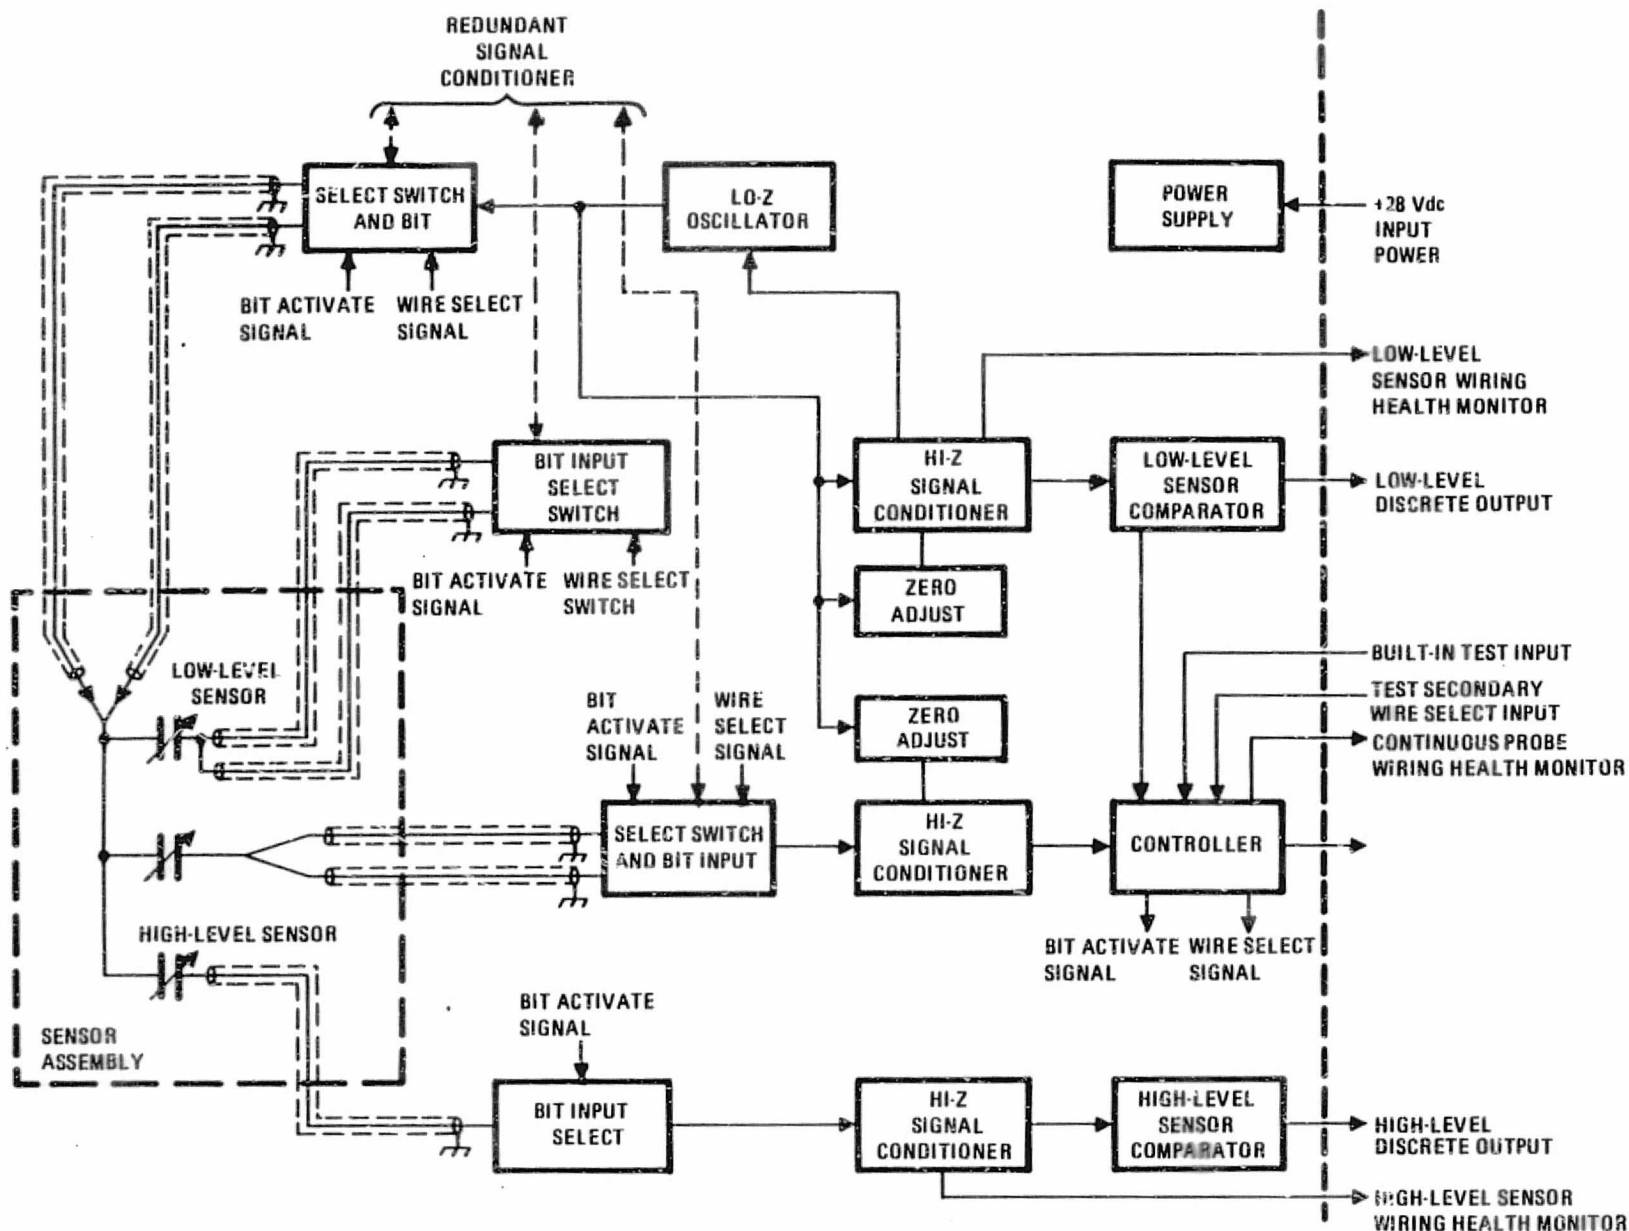 REDUNDANT
SIGNAL
CONDITIONER
SELECT SWITCH
AND BIT
LO-Z
OSCILLATOR
POWER
SUPPLY
+28 Vdc
INPUT
POWER
BIT ACTIVATE
SIGNAL
WIRE SELECT
SIGNAL
LOW-LEVEL
SENSOR WIRING
HEALTH MONITOR
BIT INPUT
SELECT
SWITCH
HI-Z
SIGNAL
CONDITIONER
LOW-LEVEL
SENSOR
COMPARATOR
LOW-LEVEL
DISCRETE OUTPUT
BIT ACTIVATE
SIGNAL
WIRE SELECT
SWITCH
ZERO
ADJUST
LOW-LEVEL
SENSOR
BUILT-IN TEST INPUT
TEST SECONDARY
WIRE SELECT INPUT
CONTINUOUS PROBE
WIRING HEALTH MONITOR
BIT
ACTIVATE
SIGNAL
WIRE
SELECT
SIGNAL
ZERO
ADJUST
SELECT SWITCH
AND BIT INPUT
HI-Z
SIGNAL
CONDITIONER
CONTROLLER
HIGH-LEVEL SENSOR
BIT ACTIVATE
SIGNAL
WIRE SELECT
SIGNAL
SENSOR
ASSEMBLY
BIT ACTIVATE
SIGNAL
BIT INPUT
SELECT
HI-Z
SIGNAL
CONDITIONER
HIGH-LEVEL
SENSOR
COMPARATOR
HIGH-LEVEL
DISCRETE OUTPUT
HIGH-LEVEL SENSOR
WIRING HEALTH MONITOR